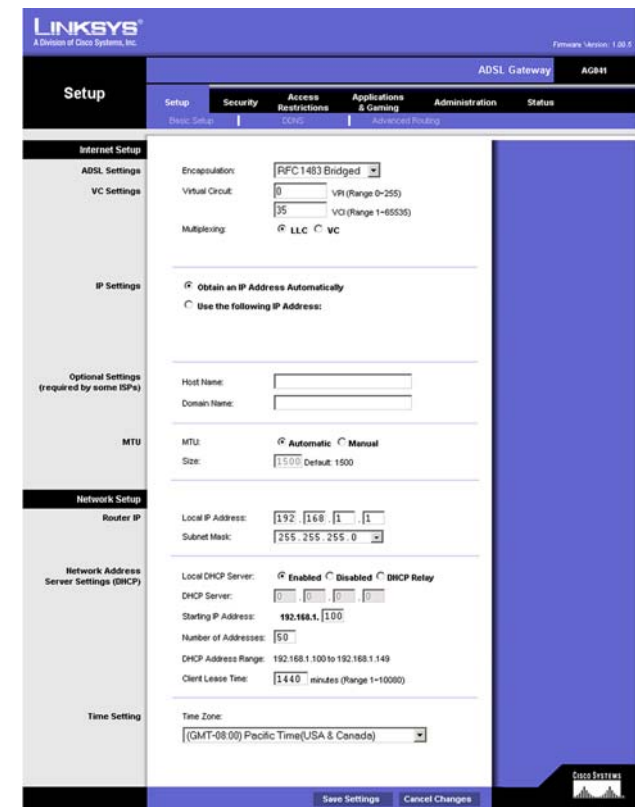 LINKSYS®
A Division of Cisco Systems, Inc.
Firmware Version: 1.00.5
ADSL Gateway AG041
Setup
Setup Security Access Restrictions Applications & Gaming Administration Status
Basic Setup DDNS Advanced Routing
Internet Setup
ADSL Settings Encapsulation: RFC 1483 Bridged
VC Settings Virtual Circuit: 0 VPI (Range 0~255)
35 VCI (Range 1~65535)
Multiplexing: LLC VC
IP Settings Obtain an IP Address Automatically
Use the following IP Address:
Optional Settings (required by some ISPs)
Host Name:
Domain Name:
MTU MTU: Automatic Manual
Size: 1500 Default: 1500
Network Setup
Router IP Local IP Address: 192 . 168 . 1 . 1
Subnet Mask: 255.255.255.0
Network Address Server Settings (DHCP)
Local DHCP Server: Enabled Disabled DHCP Relay
DHCP Server: 0 . 0 . 0 . 0
Starting IP Address: 192.168.1. 100
Number of Addresses: 50
DHCP Address Range: 192.168.1.100 to 192.168.1.149
Client Lease Time: 1440 minutes (Range 1~10080)
Time Setting Time Zone:
(GMT-08:00) Pacific Time(USA & Canada)
Save Settings Cancel Changes
CISCO SYSTEMS